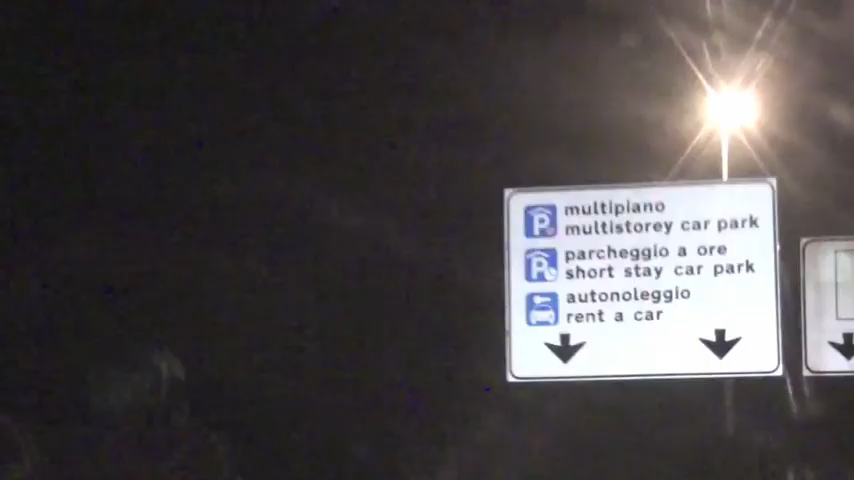 P
multipiano
multistorey car park
P
parcheggio a ore
short stay car park
autonoleggio
rent a car